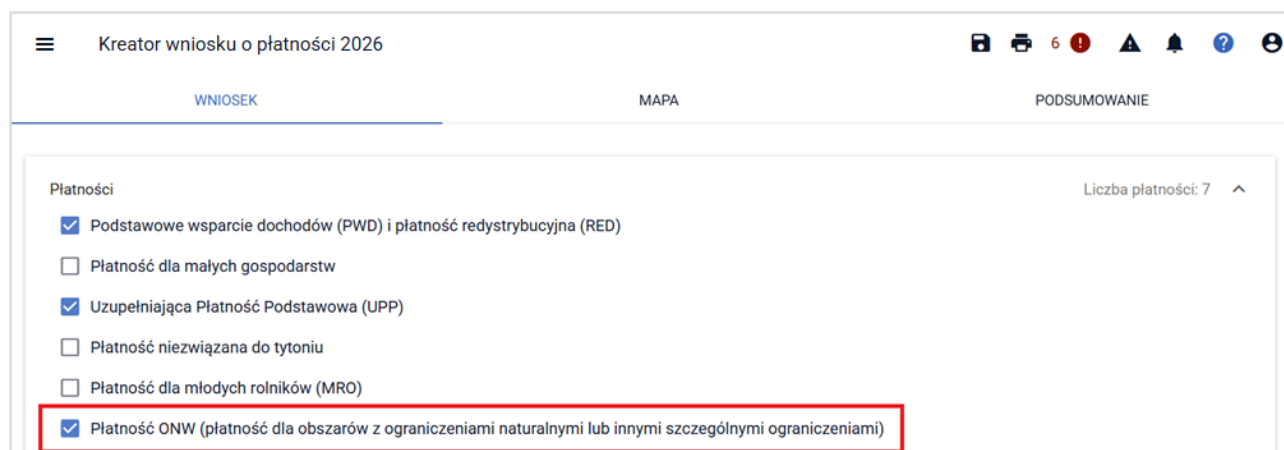 Kreator wniosku o płatności 2026
6
WNIOSEK MAPA PODSUMOWANIE
Płatności Liczba płatności: 7
Podstawowe wsparcie dochodów (PWD) i płatność redystrybucyjna (RED)
Płatność dla małych gospodarstw
Uzupełniająca Płatność Podstawowa (UPP)
Płatność niezwiązana do tytoniu
Płatność dla młodych rolników (MRO)
Płatność ONW (płatność dla obszarów z ograniczeniami naturalnymi lub innymi szczególnymi ograniczeniami)